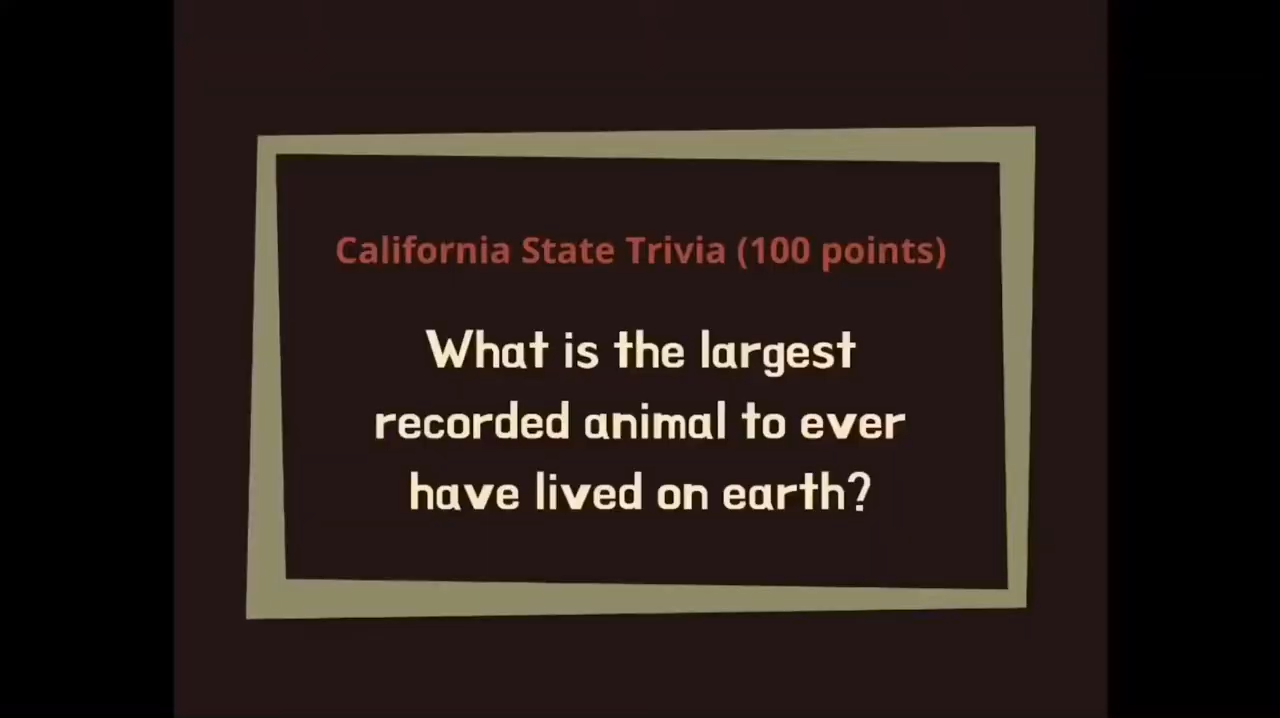 California State Trivia (100 points)
What is the largest
recorded animal to ever
have lived on earth?